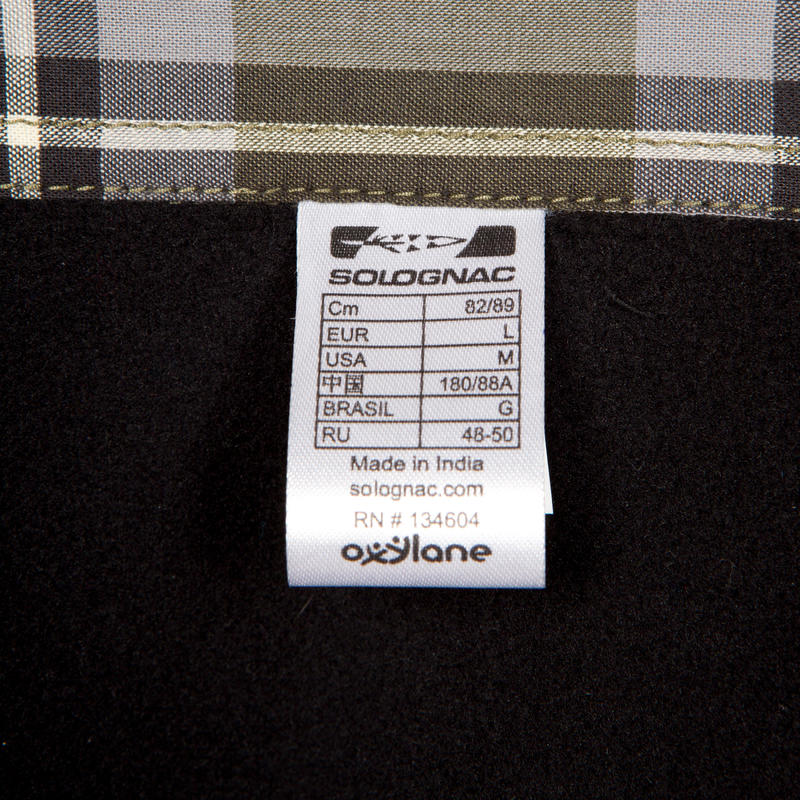 SOLOGNAC
Cm 82/89
EUR L
USA M
中国 180/88A
BRASIL G
RU 48-50
Made in India
solognac.com
RN # 134604
oxylane